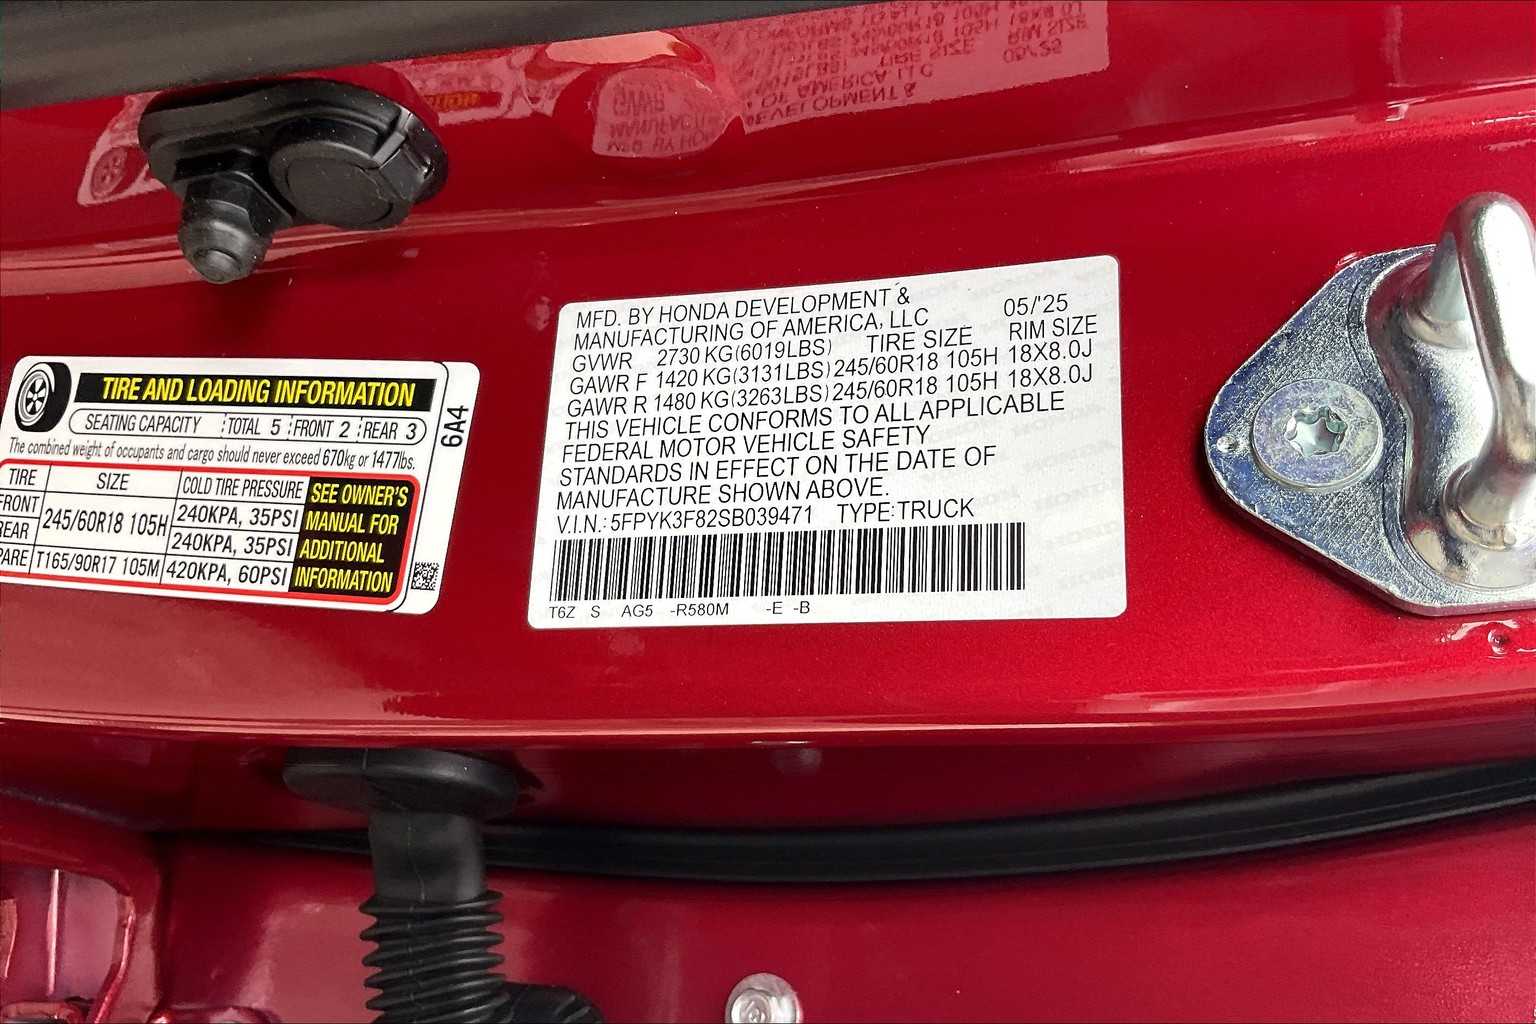 TIRE AND LOADING INFORMATION
SEATING CAPACITY TOTAL 5 FRONT 2 REAR 3
The combined weight of occupants and cargo should never exceed 670kg or 1477lbs.
TIRE SIZE COLD TIRE PRESSURE
FRONT 245/60R18 105H 240KPA, 35PSI
REAR 240KPA, 35PSI
PARE T165/90R17 105M 420KPA, 60PSI
SEE OWNER'S
MANUAL FOR
ADDITIONAL
INFORMATION
6A4
MFD. BY HONDA DEVELOPMENT & 05/'25
MANUFACTURING OF AMERICA, LLC
GVWR 2730 KG(6019LBS) TIRE SIZE RIM SIZE
GAWR F 1420 KG(3131LBS) 245/60R18 105H 18X8.0J
GAWR R 1480 KG(3263LBS) 245/60R18 105H 18X8.0J
THIS VEHICLE CONFORMS TO ALL APPLICABLE
FEDERAL MOTOR VEHICLE SAFETY
STANDARDS IN EFFECT ON THE DATE OF
MANUFACTURE SHOWN ABOVE.
V.I.N.: 5FPYK3F82SB039471 TYPE:TRUCK
T6Z S AG5 -R580M -E -B